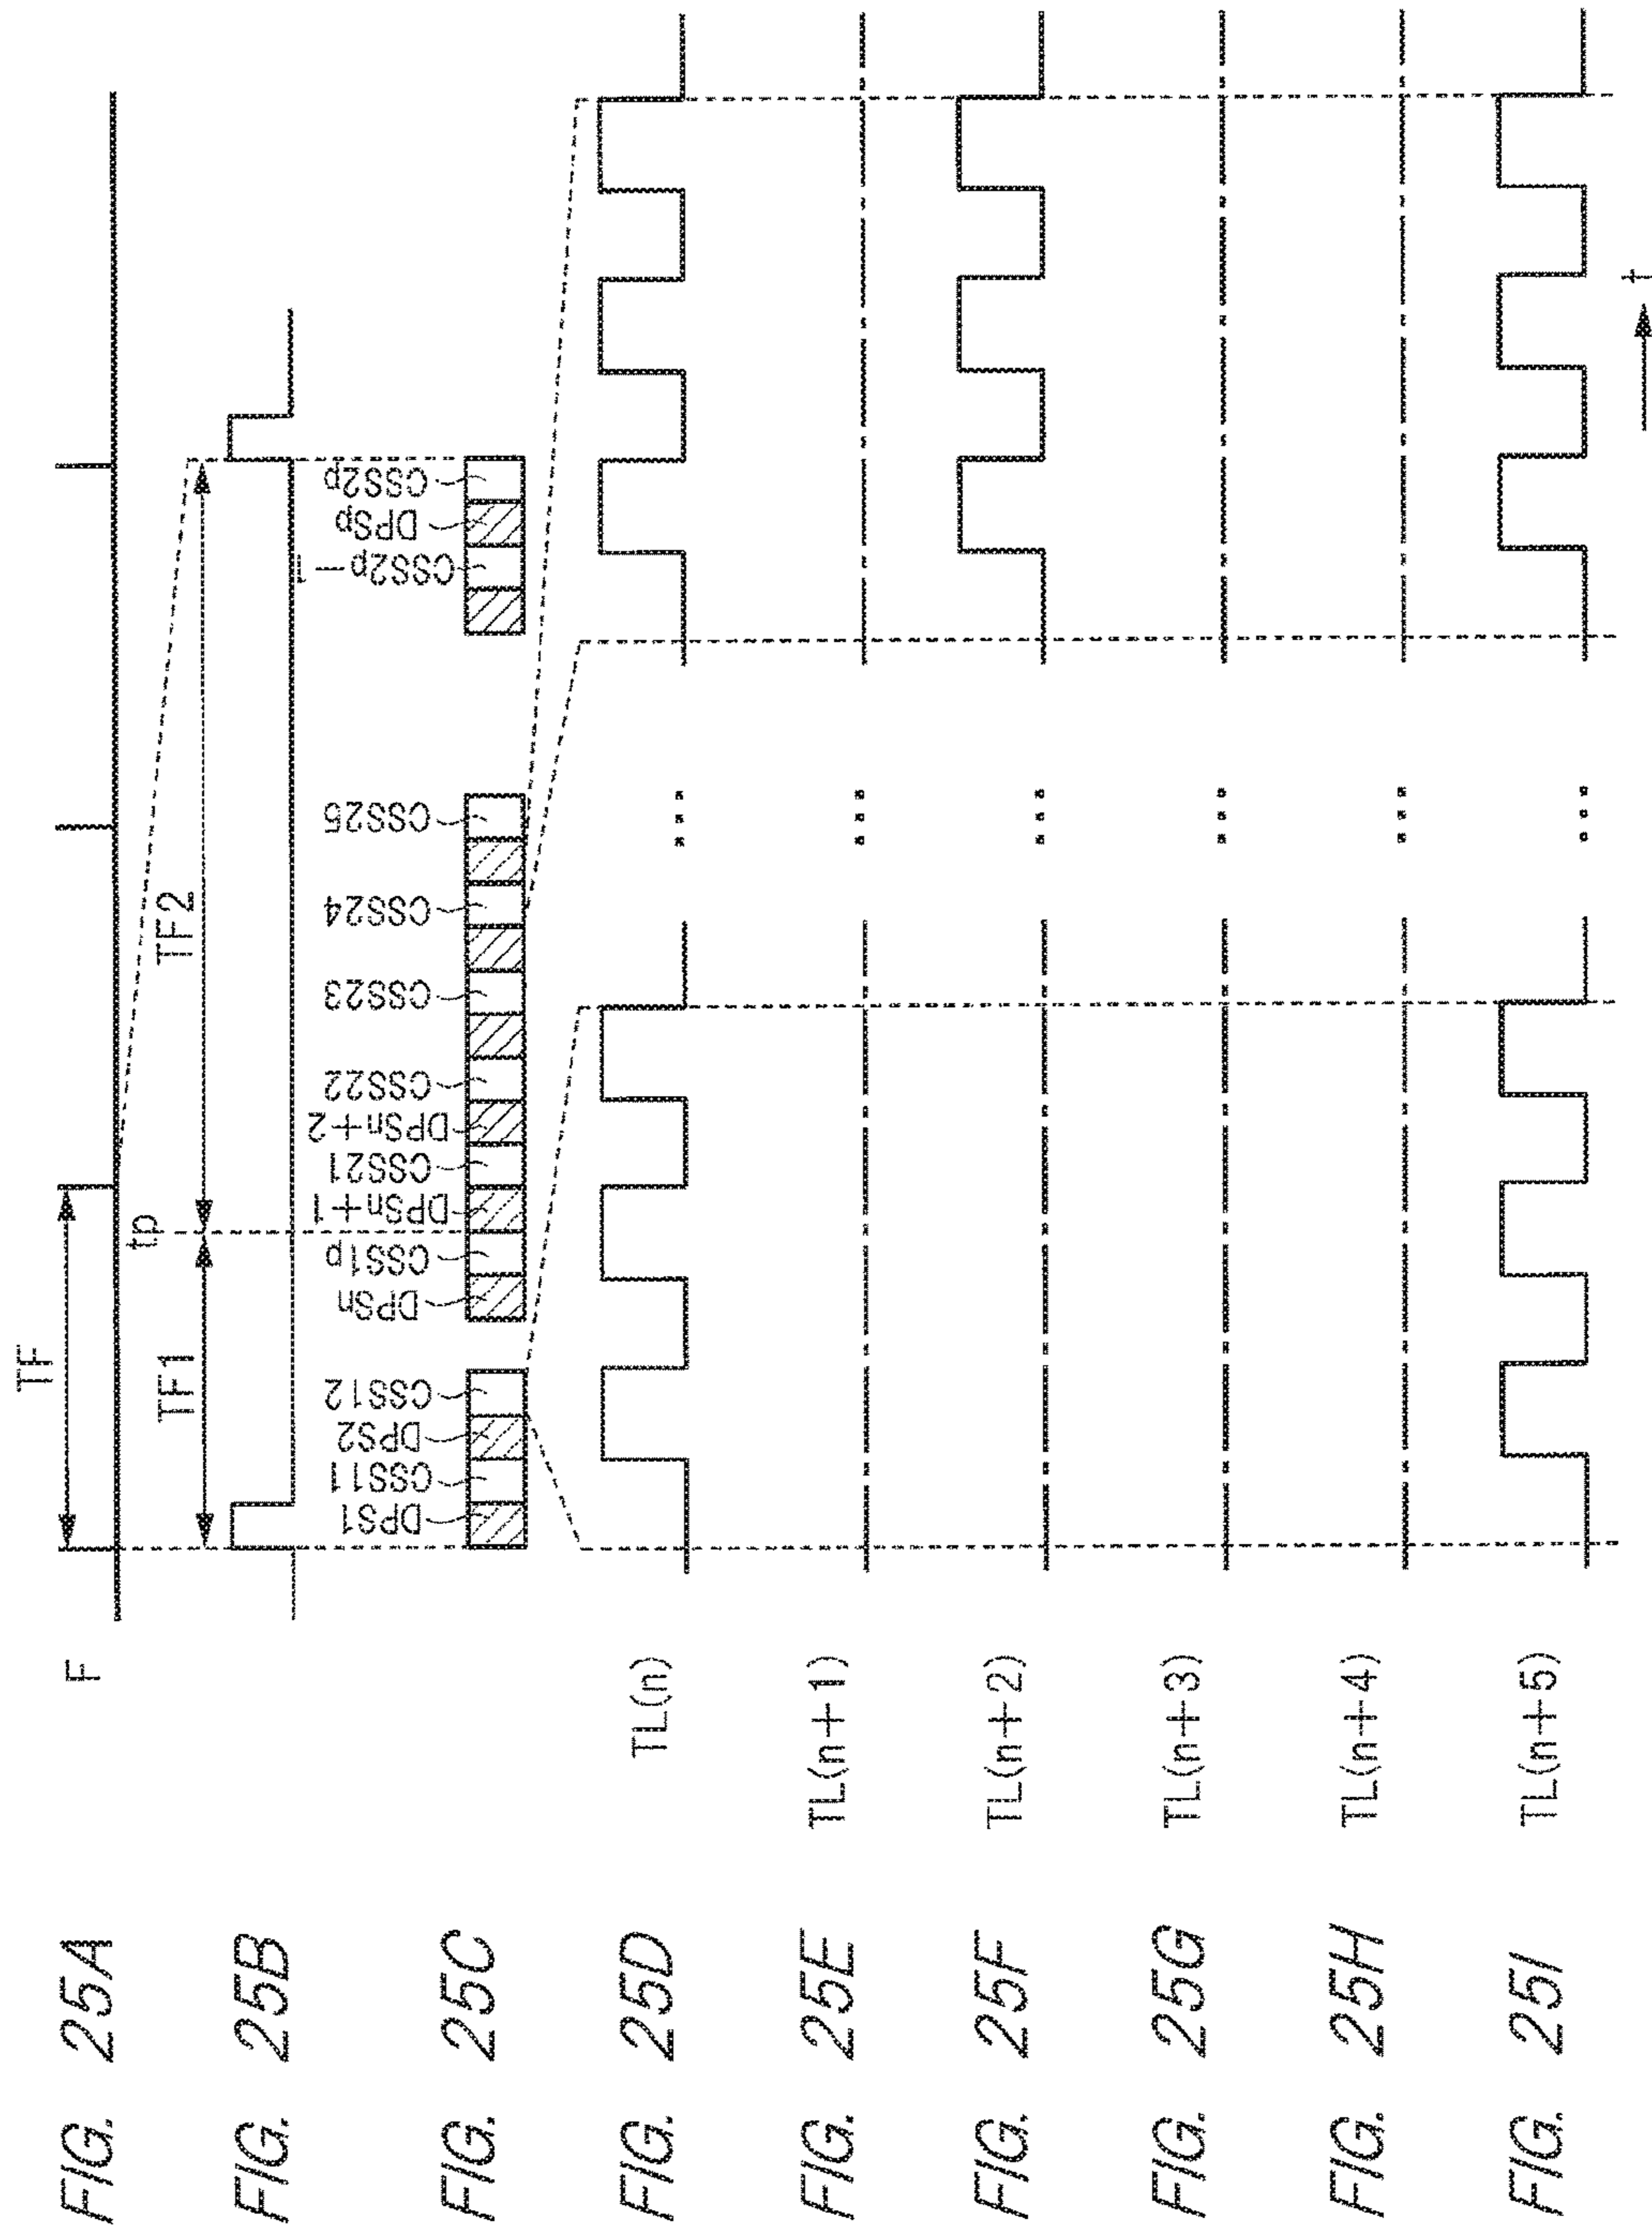 FIG. 25A
F
TF
FIG. 25B
TF1
tp
TF2
FIG. 25C
DPS1
CSS11
DPS2
CSS12
DPSn
CSS1p
DPSn+1
CSS21
DPSn+2
CSS22
CSS23
CSS24
CSS25
CSS2p-1
DPSp
CSS2p
FIG. 25D
TL(n)
FIG. 25E
TL(n+1)
FIG. 25F
TL(n+2)
FIG. 25G
TL(n+3)
FIG. 25H
TL(n+4)
FIG. 25I
TL(n+5)
t